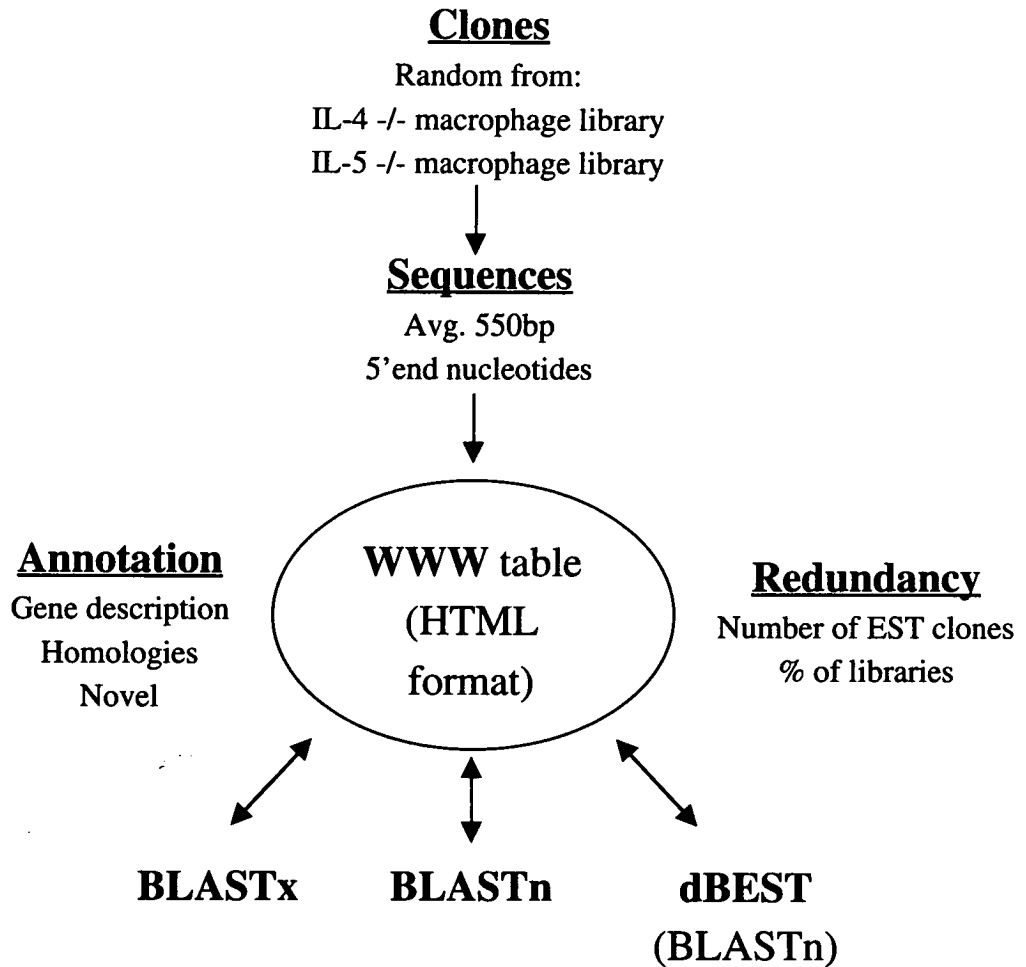 Clones
Random from:
IL-4 -/- macrophage library
IL-5 -/- macrophage library
Sequences
Avg. 550bp
5'end nucleotides
Annotation
Gene description
Homologies
Novel
WWW table
(HTML
format)
Redundancy
Number of EST clones
% of libraries
BLASTx
BLASTn
dBEST
(BLASTn)